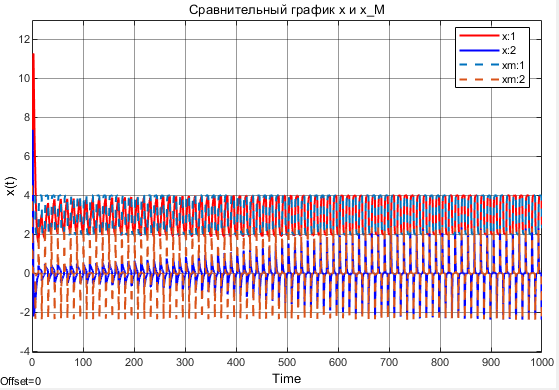 Сравнительный график x и x_M
x:1
x:2
xm:1
xm:2
12
10
8
6
4
2
0
-2
-4
x(t)
0 100 200 300 400 500 600 700 800 900 1000
Time
Offset=0